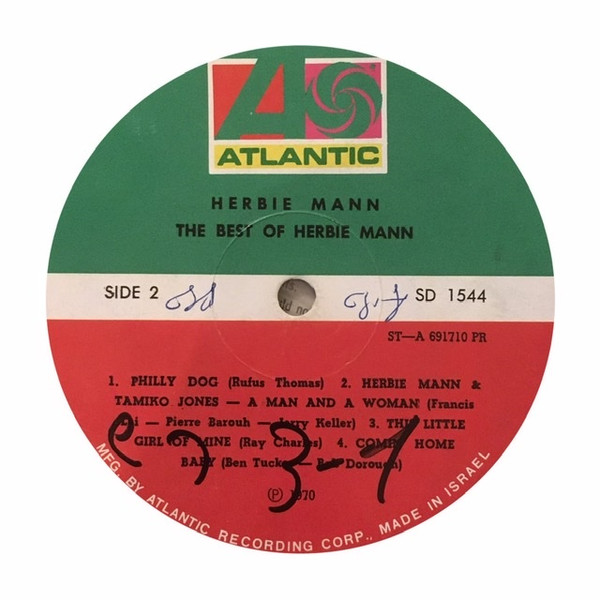 ATLANTIC
HERBIE MANN
THE BEST OF HERBIE MANN
SIDE 2 SD 1544
ST—A 691710 PR
1. PHILLY DOG (Rufus Thomas) 2. HERBIE MANN &
TAMIKO JONES — A MAN AND A WOMAN (Francis
Lai — Pierre Barouh — Jerry Keller) 3. THIS LITTLE
GIRL OF MINE (Ray Charles) 4. COME HOME
BABY (Ben Tucker — Bob Dorough)
Ⓟ 1970
MFG. BY ATLANTIC RECORDING CORP., MADE IN ISRAEL